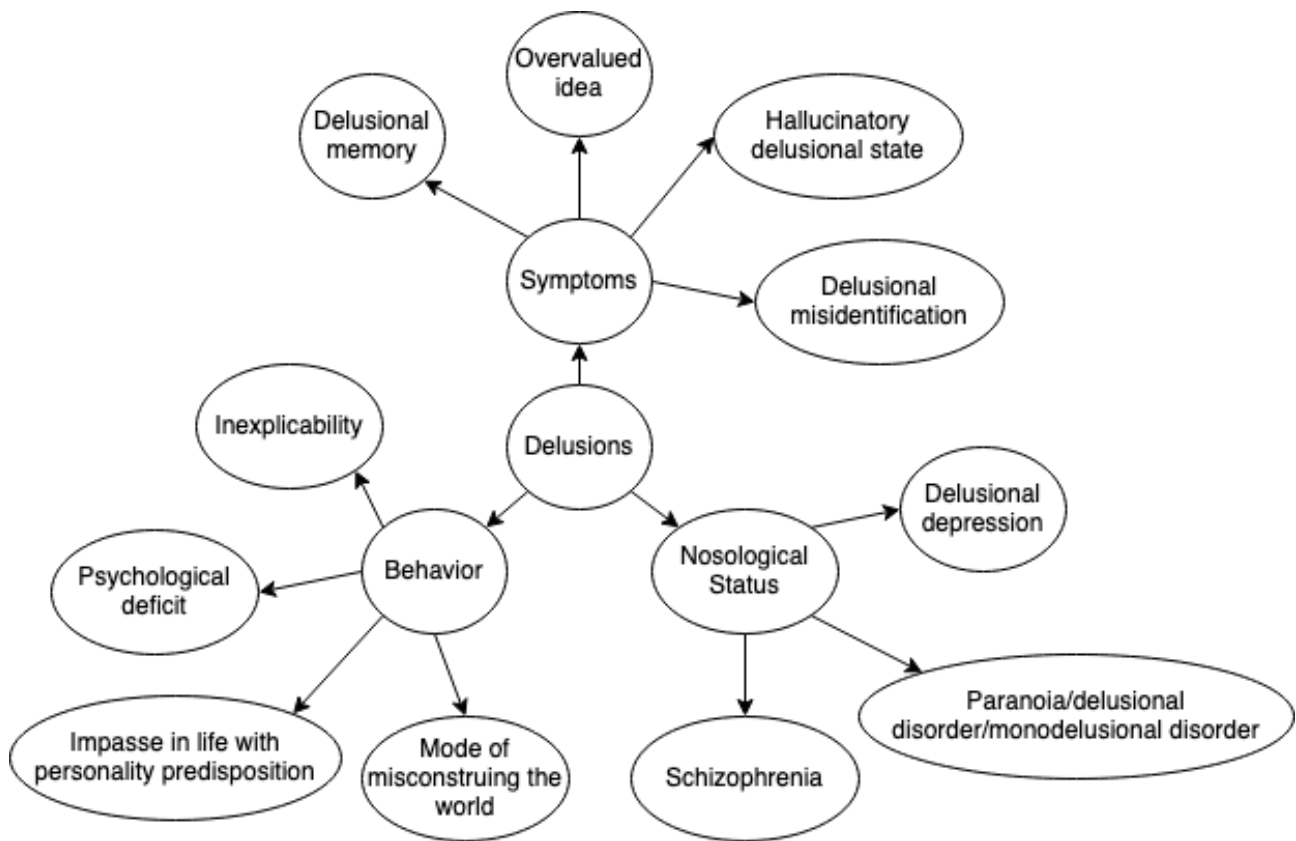 Overvalued
idea
Delusional
memory
Hallucinatory
delusional state
Symptoms
Delusional
misidentification
Inexplicability
Delusions
Delusional
depression
Psychological
deficit
Behavior
Nosological
Status
Impasse in life with
personality predisposition
Mode of
misconstruing the
world
Schizophrenia
Paranoia/delusional
disorder/monodelusional disorder